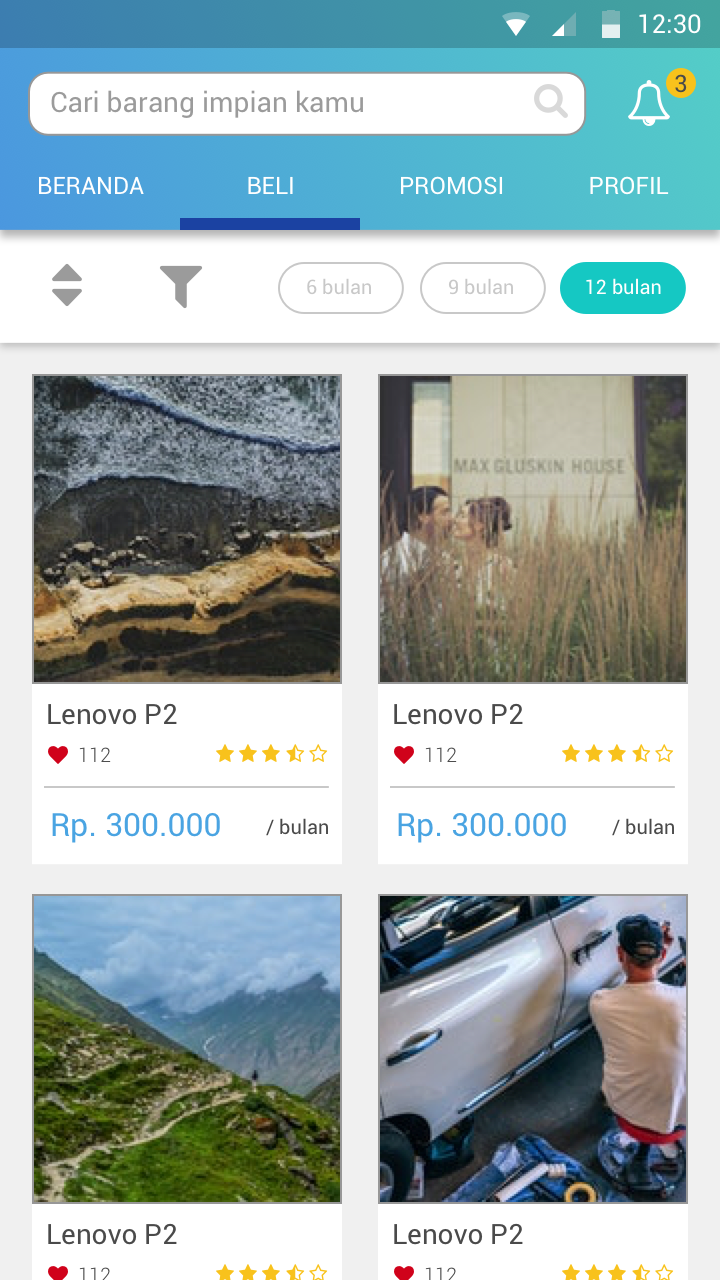 12:30
Cari barang impian kamu
3
BERANDA BELI PROMOSI PROFIL
6 bulan 9 bulan 12 bulan
MAX GLUSKIN HOUSE
Lenovo P2 Lenovo P2
112 112
Rp. 300.000 / bulan Rp. 300.000 / bulan
Lenovo P2 Lenovo P2
112 112